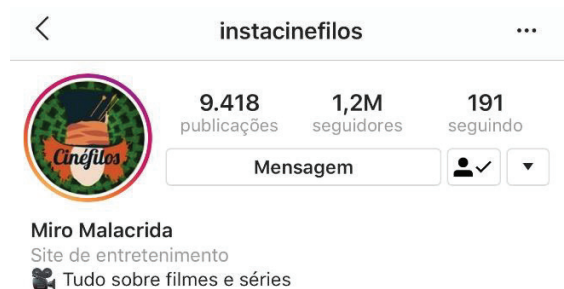 instacinefilos
9.418 1,2M 191
publicações seguidores seguindo
Cinéfilos
Mensagem
Miro Malacrida
Site de entretenimento
Tudo sobre filmes e séries